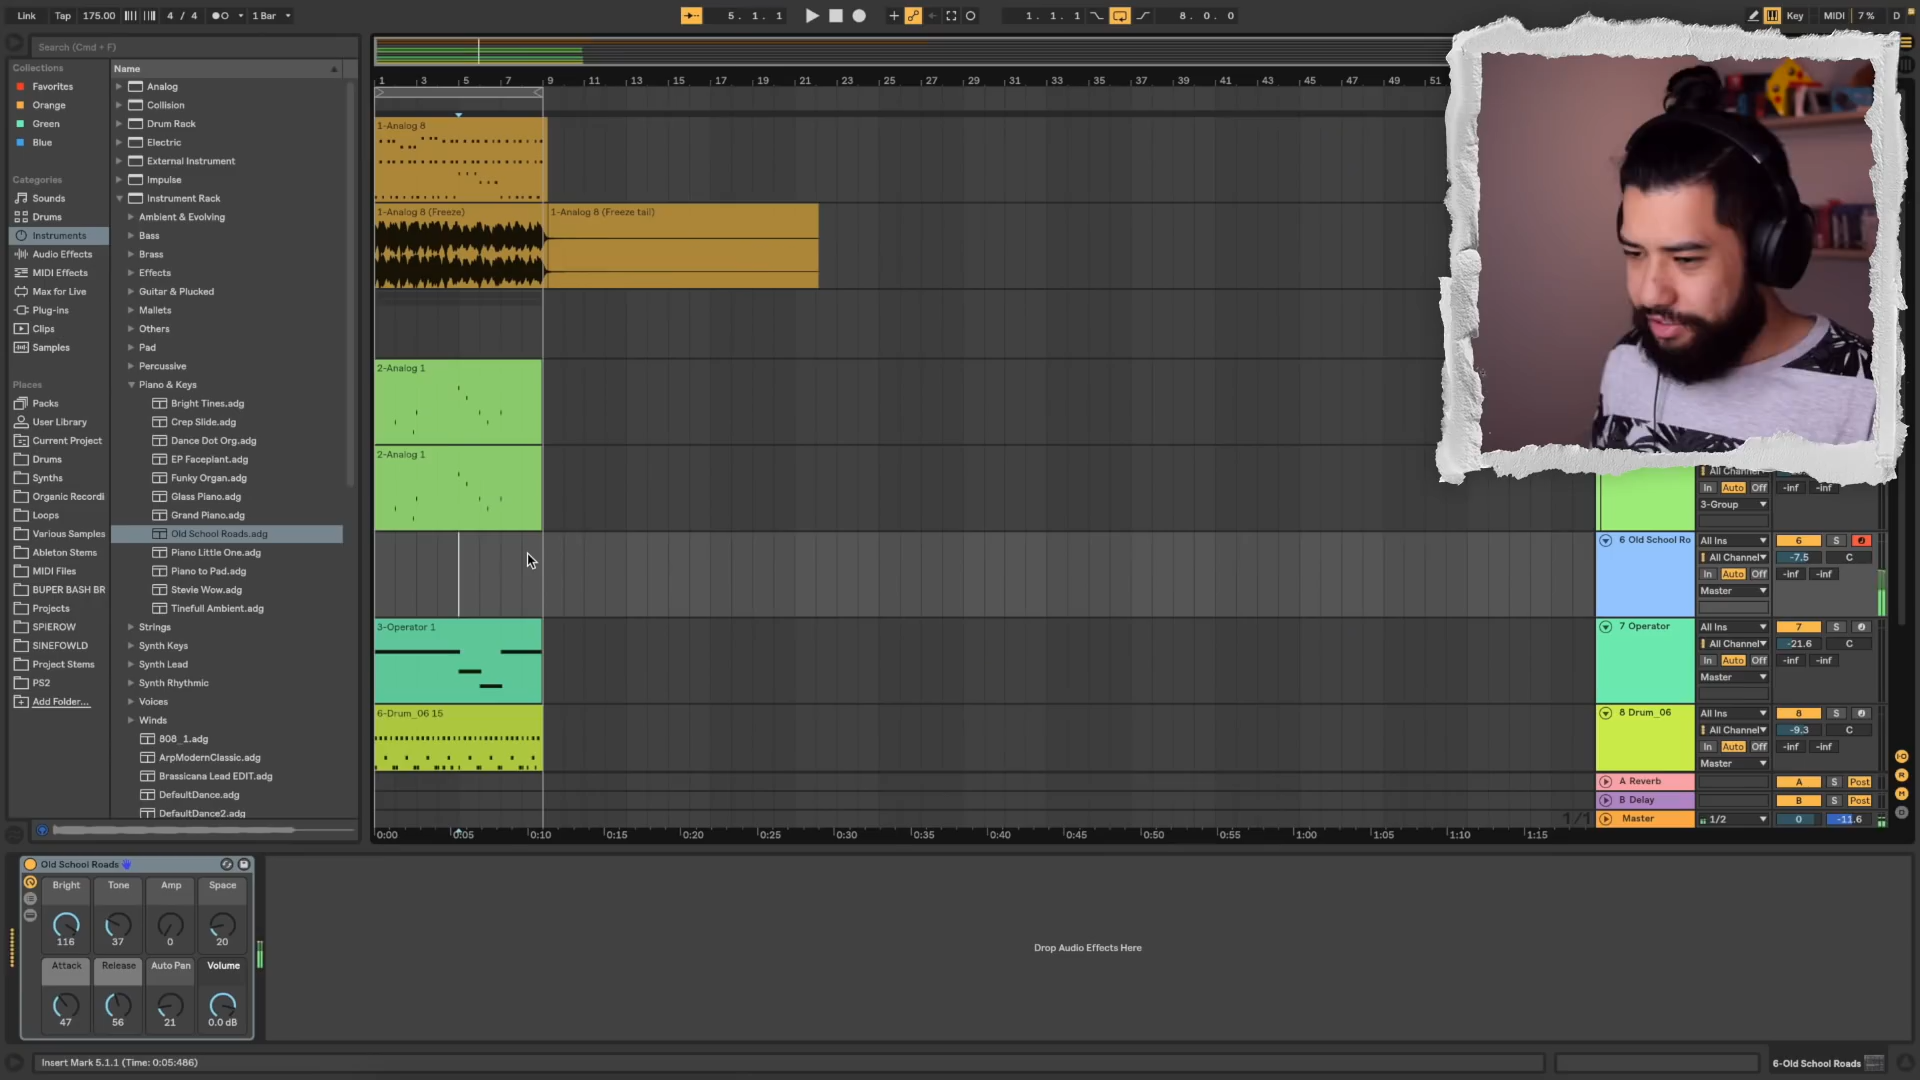 Link Tap 175.00 4 / 4 1 Bar 5. 1. 1 1. 1. 1 8. 0. 0 Key MIDI 7 % D
Search (Cmd + F)
Collections
Favorites
Orange
Green
Blue
Categories
Sounds
Drums
Instruments
Audio Effects
MIDI Effects
Max for Live
Plug-ins
Clips
Samples
Places
Packs
User Library
Current Project
Drums
Synths
Organic Recordi
Loops
Various Samples
Ableton Stems
MIDI Files
BUPER BASH BR
Projects
SPIEROW
SINEFOWLD
Project Stems
PS2
Add Folder...
Name
Analog
Collision
Drum Rack
Electric
External Instrument
Impulse
Instrument Rack
Ambient & Evolving
Bass
Brass
Effects
Guitar & Plucked
Mallets
Others
Pad
Percussive
Piano & Keys
Bright Tines.adg
Crep Slide.adg
Dance Dot Org.adg
EP Faceplant.adg
Funky Organ.adg
Glass Piano.adg
Grand Piano.adg
Old School Roads.adg
Piano Little One.adg
Piano to Pad.adg
Stevie Wow.adg
Tinefull Ambient.adg
Strings
Synth Keys
Synth Lead
Synth Rhythmic
Voices
Winds
808_1.adg
ArpModernClassic.adg
Brassicana Lead EDIT.adg
DefaultDance.adg
DefaultDance2.adg
1 3 5 7 9 11 13 15 17 19 21 23 25 27 29 31 33 35 37 39 41 43 45 47 49 51
1-Analog 8
1-Analog 8 (Freeze) 1-Analog 8 (Freeze tail)
2-Analog 1
2-Analog 1
3-Operator 1
6-Drum_06 15
0:00 0:05 0:10 0:15 0:20 0:25 0:30 0:35 0:40 0:45 0:50 0:55 1:00 1:05 1:10 1:15
1/1
All Channel
In Auto Off -inf -inf
3-Group
6 Old School Ro All Ins 6 S
All Channel -7.5 C
In Auto Off -inf -inf
Master
7 Operator All Ins 7 S
All Channel -21.6 C
In Auto Off -inf -inf
Master
8 Drum_06 All Ins 8 S
All Channel -9.3 C
In Auto Off -inf -inf
Master
A Reverb A S Post
B Delay B S Post
Master 1/2 0 -11.6
Old School Roads
Bright Tone Amp Space
116 37 0 20
Attack Release Auto Pan Volume
47 56 21 0.0 dB
Drop Audio Effects Here
Insert Mark 5.1.1 (Time: 0:05:486)
6-Old School Roads